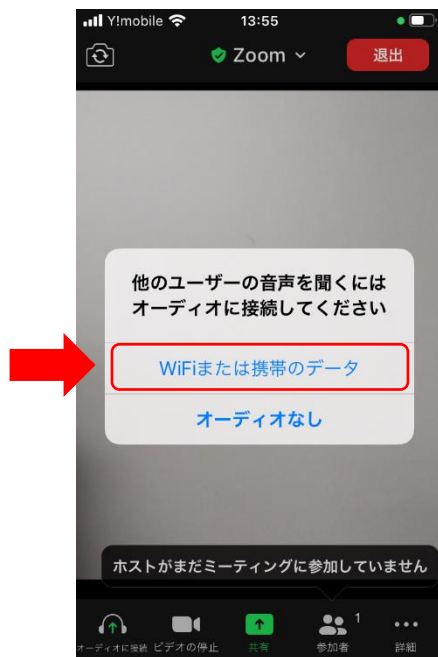 Y!mobile 13:55
Zoom 退出
他のユーザーの音声を聞くには
オーディオに接続してください
WiFiまたは携帯のデータ
オーディオなし
ホストがまだミーティングに参加していません
1
オーディオに接続 ビデオの停止 共有 参加者 詳細